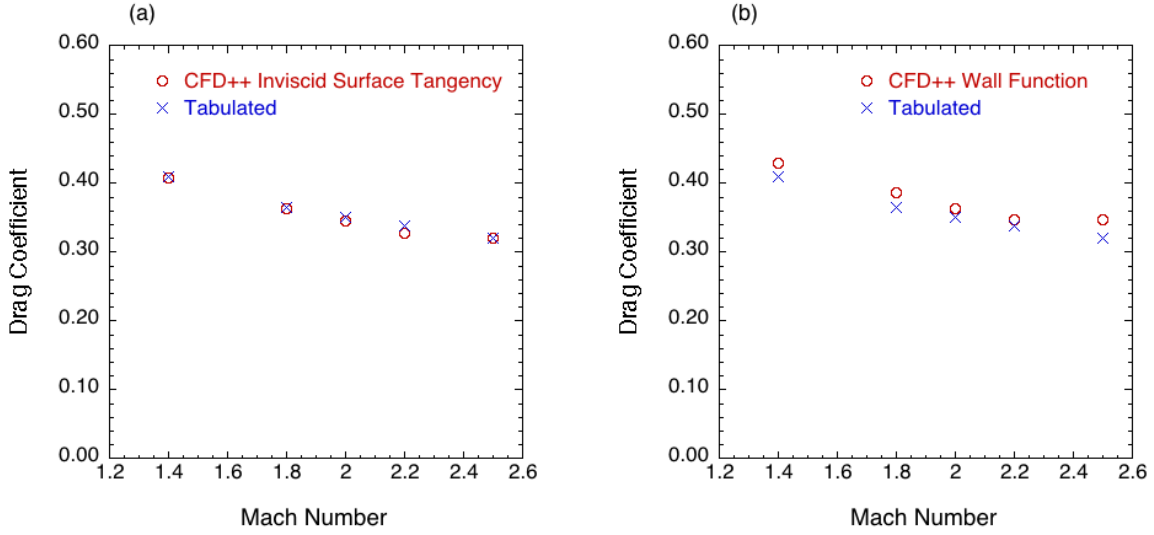 (a)
0.60
CFD++ Inviscid Surface Tangency
Tabulated
0.50
0.40
0.30
0.20
0.10
0.00
Drag Coefficient
1.2 1.4 1.6 1.8 2 2.2 2.4 2.6
Mach Number
(b)
0.60
CFD++ Wall Function
Tabulated
0.50
0.40
0.30
0.20
0.10
0.00
Drag Coefficient
1.2 1.4 1.6 1.8 2 2.2 2.4 2.6
Mach Number